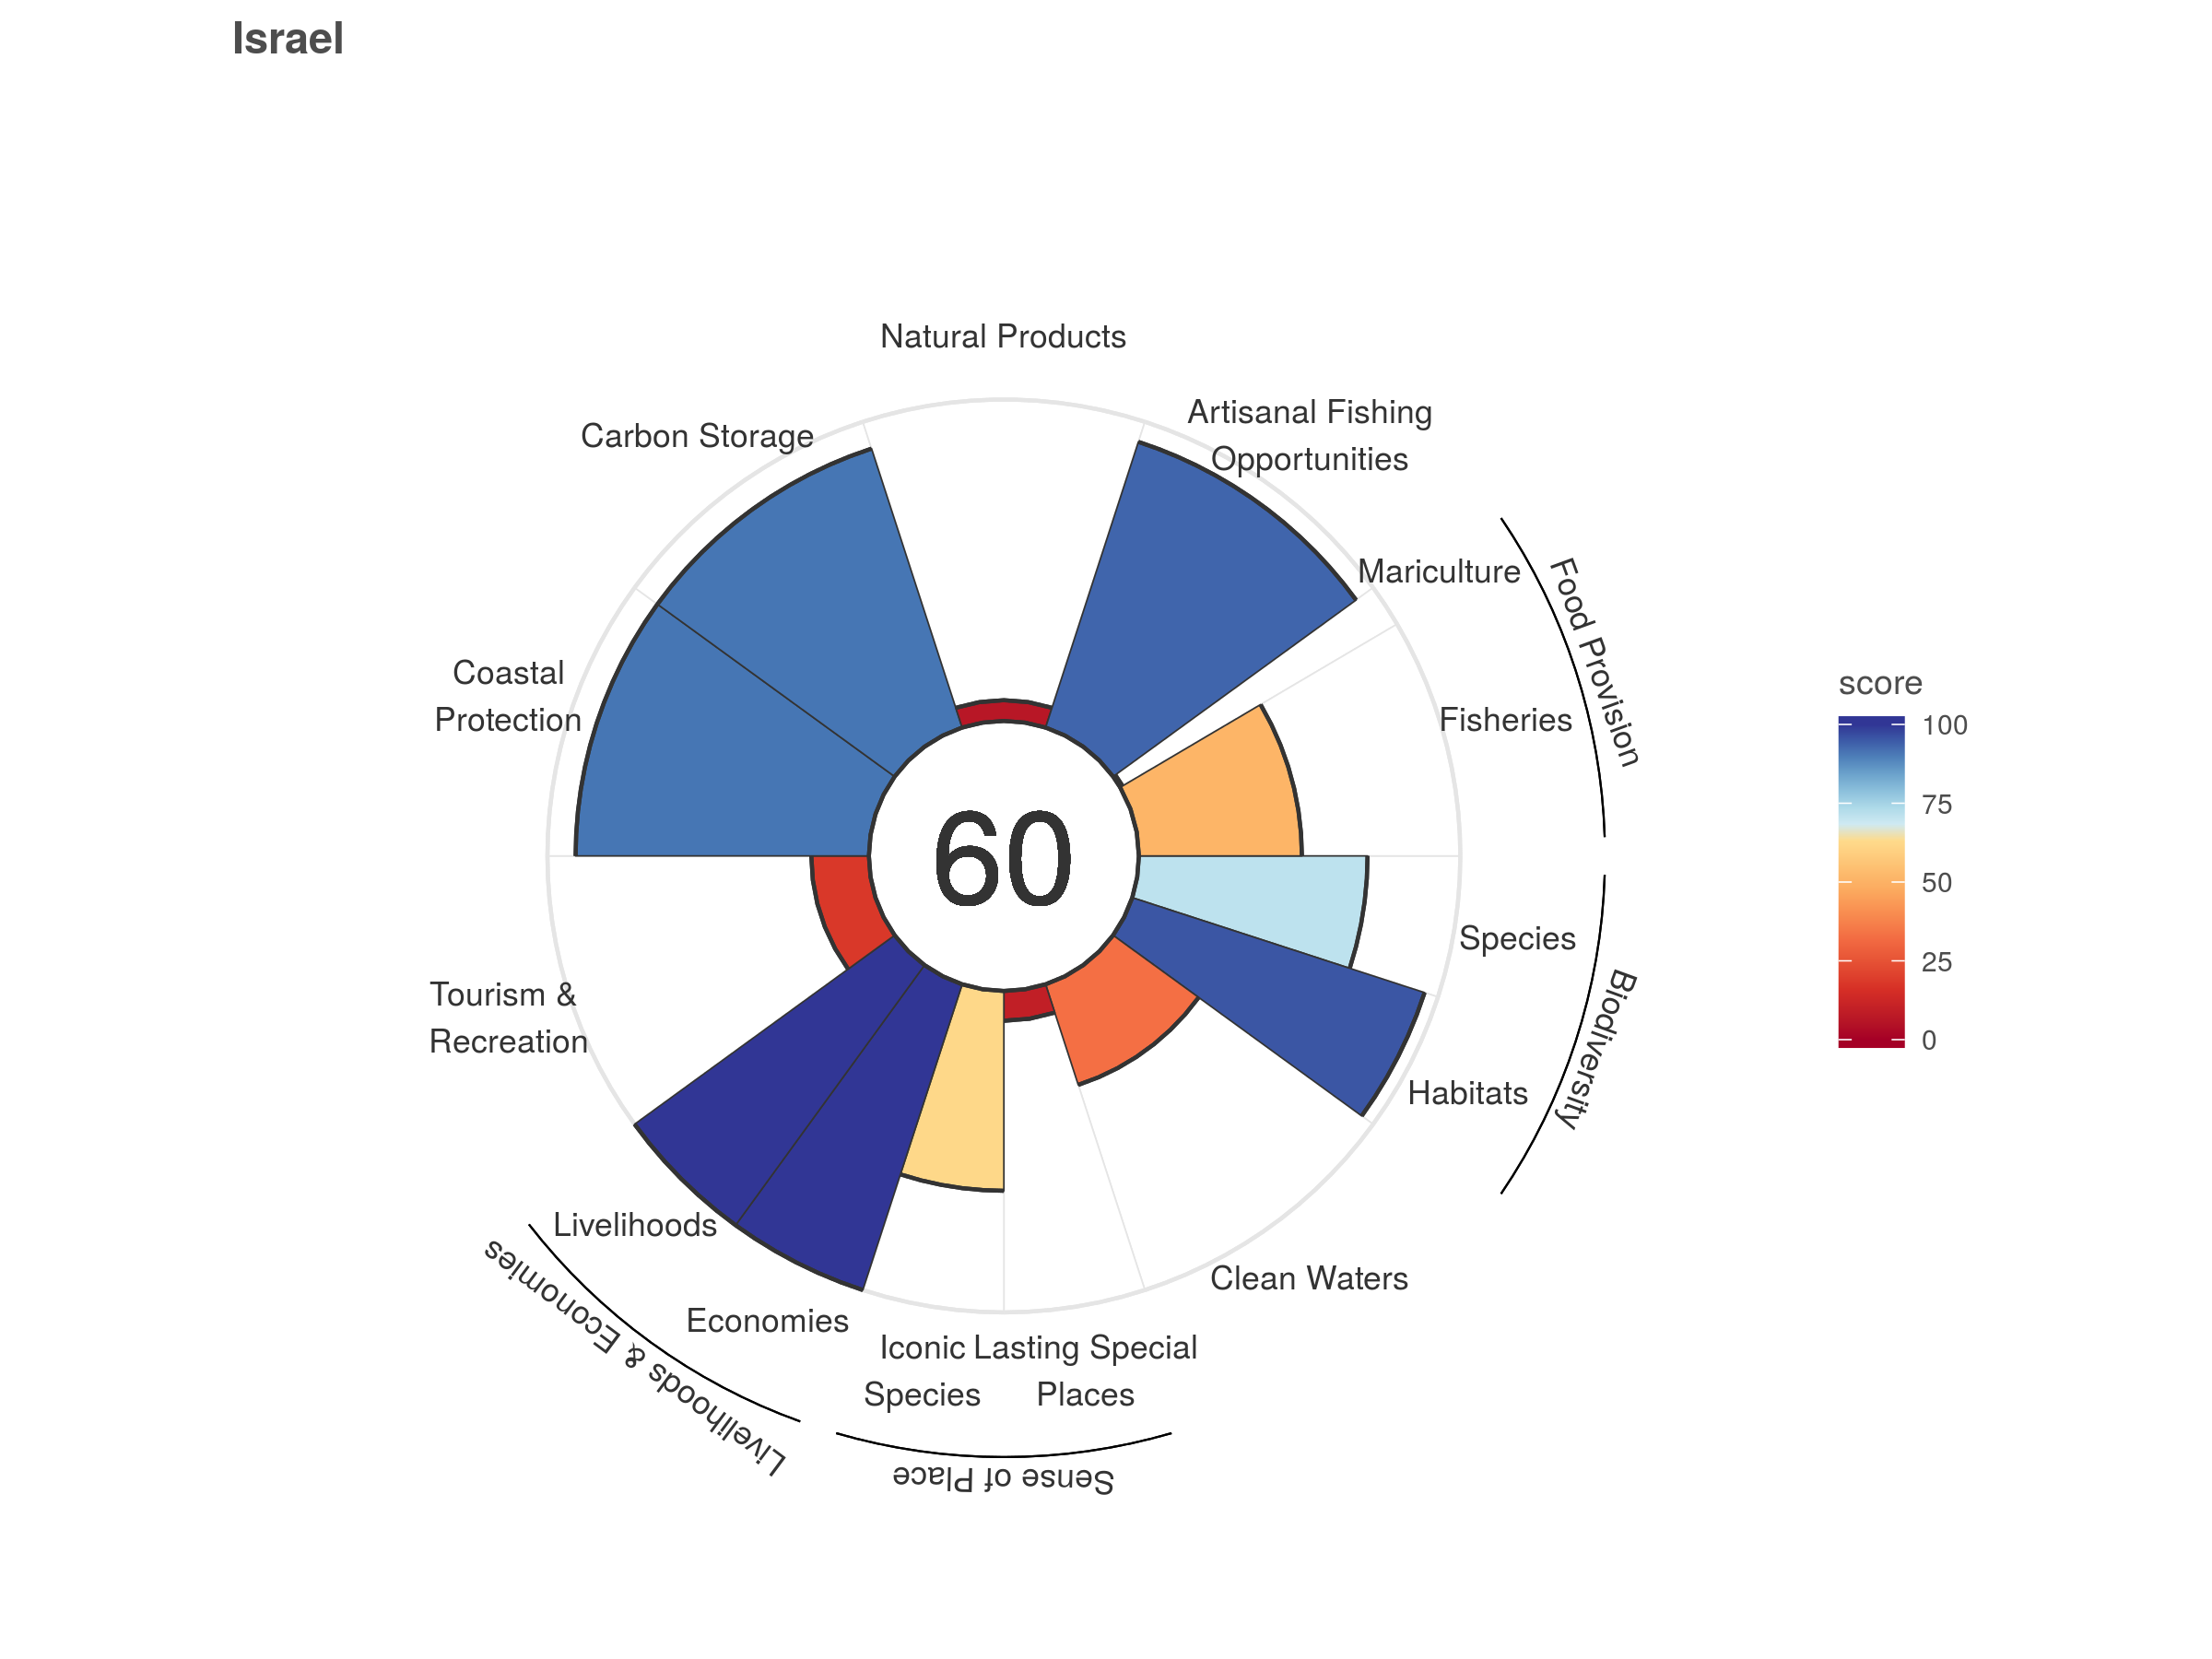 Israel
Natural Products
Artisanal Fishing
Opportunities
Carbon Storage
Mariculture
Food Provision
Coastal
Protection
Fisheries
score
100
75
50
25
0
60
Species
Biodiversity
Tourism &
Recreation
Habitats
Livelihoods
Clean Waters
Economies
Livelihoods & Economies
Iconic
Species
Lasting Special
Places
Sense of Place